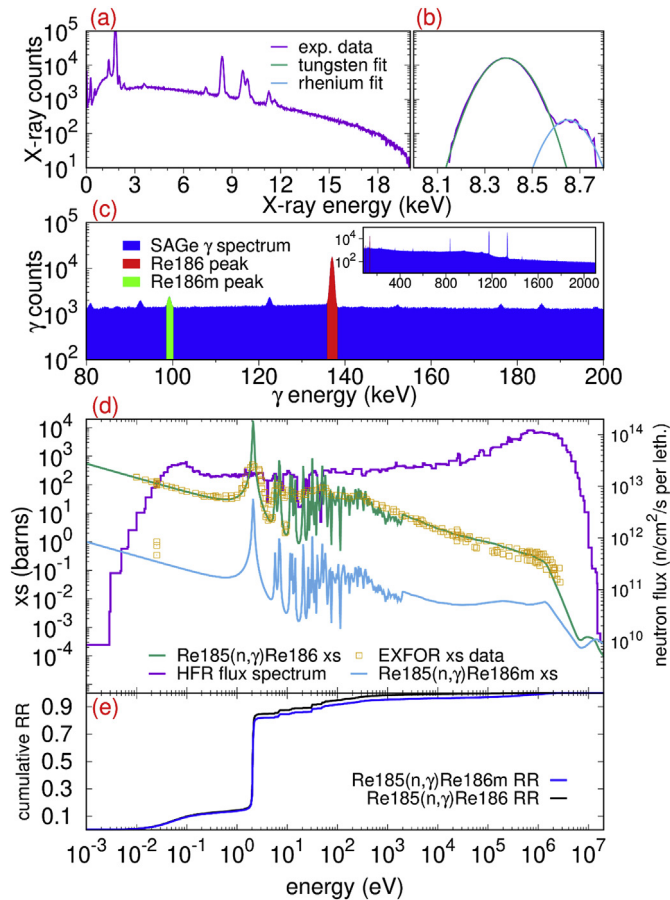 (a)
X-ray counts
10^5
10^4
10^3
10^2
10^1
exp. data
tungsten fit
rhenium fit
0 3 6 9 12 15 18
(b)
8.1 8.3 8.5 8.7
X-ray energy (keV)
X-ray energy (keV)
(c)
γ counts
10^5
10^4
10^3
10^2
SAGe γ spectrum
Re186 peak
Re186m peak
10^4
10^2
400 800 1200 1600 2000
80 100 120 140 160 180 200
γ energy (keV)
γ energy (keV)
(d)
xs (barns)
10^4
10^3
10^2
10^1
10^0
10^-1
10^-2
10^-3
10^-4
10^14
10^13
10^12
10^11
10^10
neutron flux (n/cm^2/s per leth.)
Re185(n,γ)Re186 xs
HFR flux spectrum
EXFOR xs data
Re185(n,γ)Re186m xs
(e)
cumulative RR
0.9
0.7
0.5
0.3
0.1
Re185(n,γ)Re186m RR
Re185(n,γ)Re186 RR
10^-3 10^-2 10^-1 10^0 10^1 10^2 10^3 10^4 10^5 10^6 10^7
energy (eV)